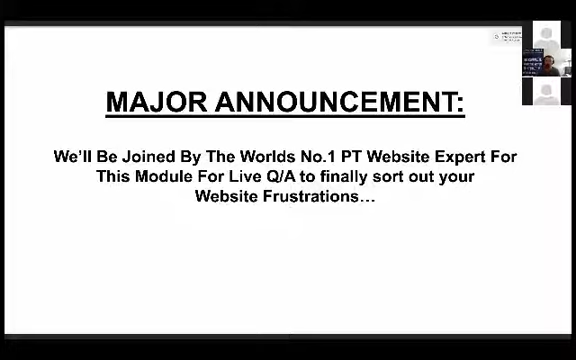 MAJOR ANNOUNCEMENT:
We'll Be Joined By The Worlds No.1 PT Website Expert For
This Module For Live Q/A to finally sort out your
Website Frustrations...